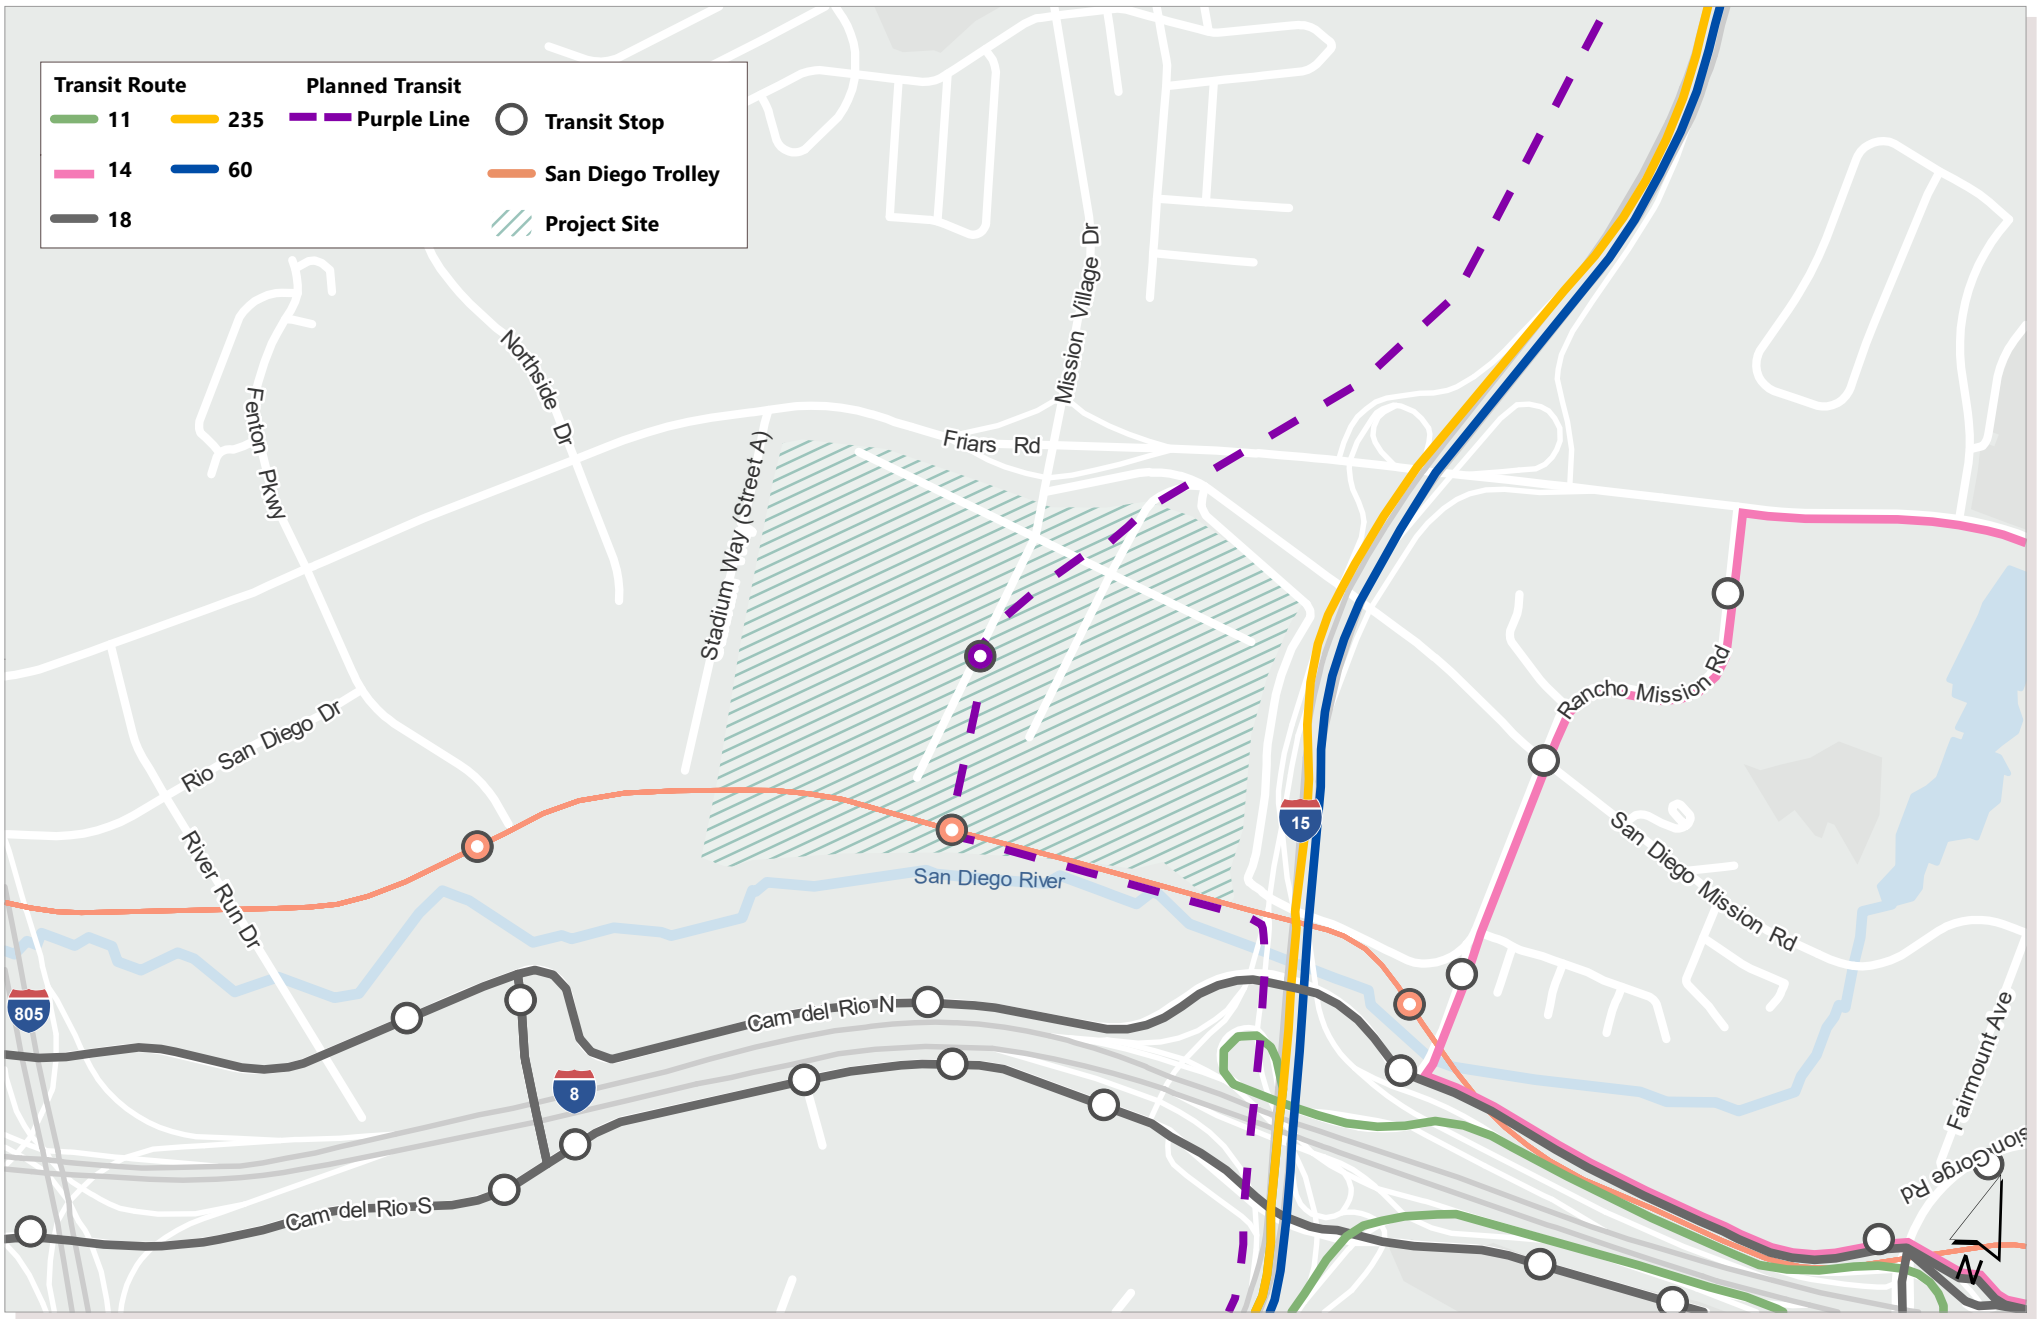 Transit Route
Planned Transit
11
235
Purple Line
Transit Stop
14
60
San Diego Trolley
18
Project Site
Mission Village Dr
Northside Dr
Fenton Pkwy
Friars Rd
Stadium Way (Street A)
Rancho Mission Rd
Rio San Diego Dr
15
River Run Dr
San Diego River
San Diego Mission Rd
805
Cam del Rio N
8
Fairmount Ave
sion Gorge Rd
Cam del Rio S
N